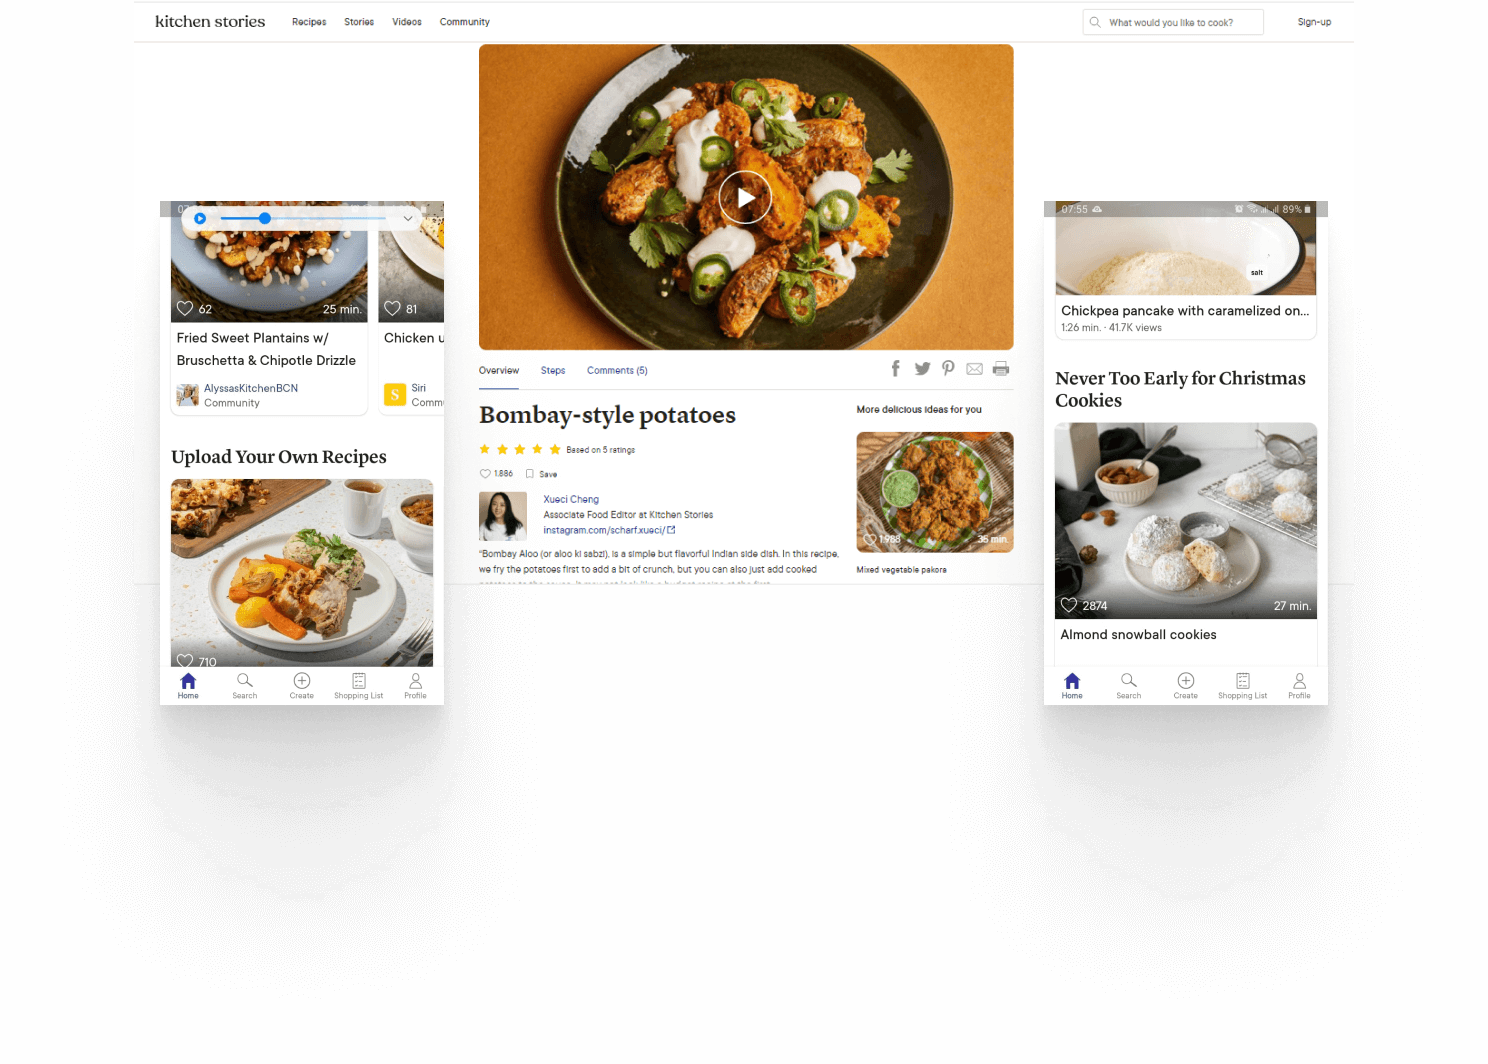 kitchen stories
Recipes
Stories
Videos
Community
What would you like to cook?
Sign-up
Overview
Steps
Comments (5)
Bombay-style potatoes
Based on 5 ratings
1.886
Save
Xueci Cheng
Associate Food Editor at Kitchen Stories
instagram.com/scharf.xueci/
"Bombay Aloo (or aloo ki sabzi), is a simple but flavorful Indian side dish. In this recipe,
we fry the potatoes first to add a bit of crunch, but you can also just add cooked
More delicious ideas for you
1.988
35 min.
Mixed vegetable pakora
62
25 min.
81
Fried Sweet Plantains w/
Bruschetta & Chipotle Drizzle
AlyssasKitchenBCN
Community
Chicken u
S
Siri
Commu
Upload Your Own Recipes
710
Home
Search
Create
Shopping List
Profile
07:55
89%
salt
Chickpea pancake with caramelized on...
1:26 min. · 41.7K views
Never Too Early for Christmas
Cookies
2874
27 min.
Almond snowball cookies
Home
Search
Create
Shopping List
Profile